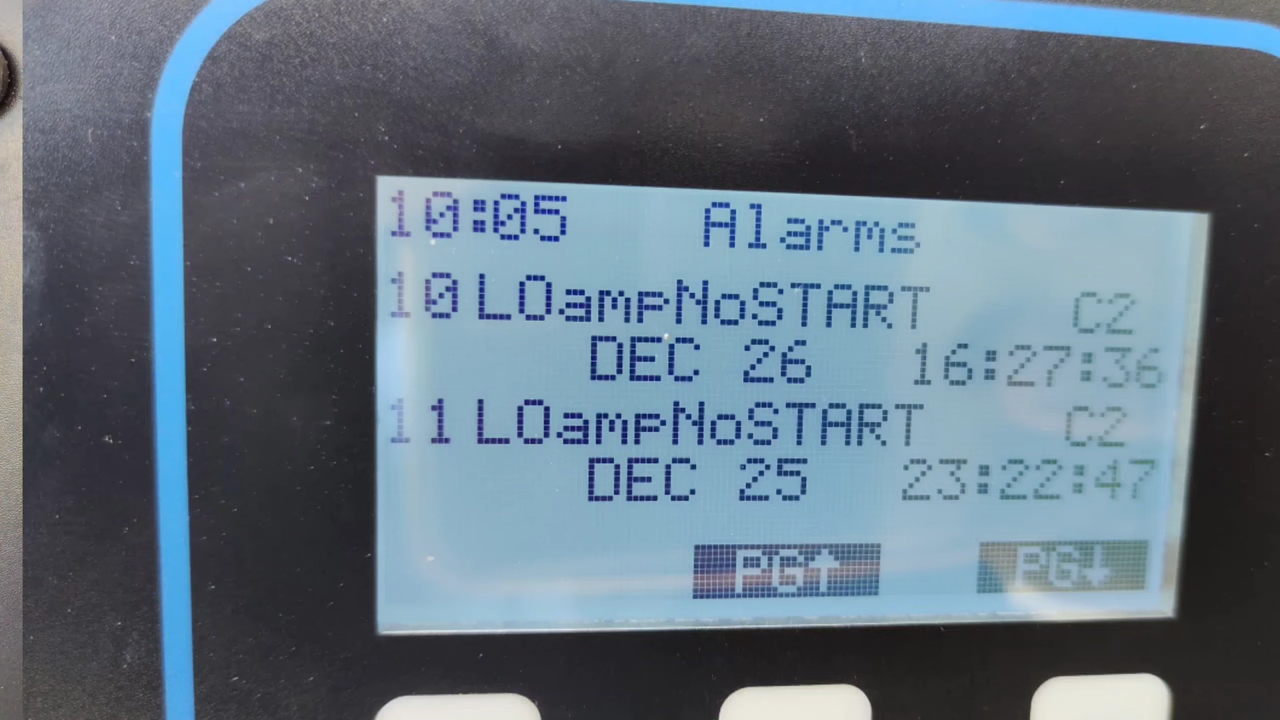 10:05 Alarms
10 LOampNoSTART C2
DEC 26 16:27:36
11 LOampNoSTART C2
DEC 25 23:22:47
PG↑ PG↓